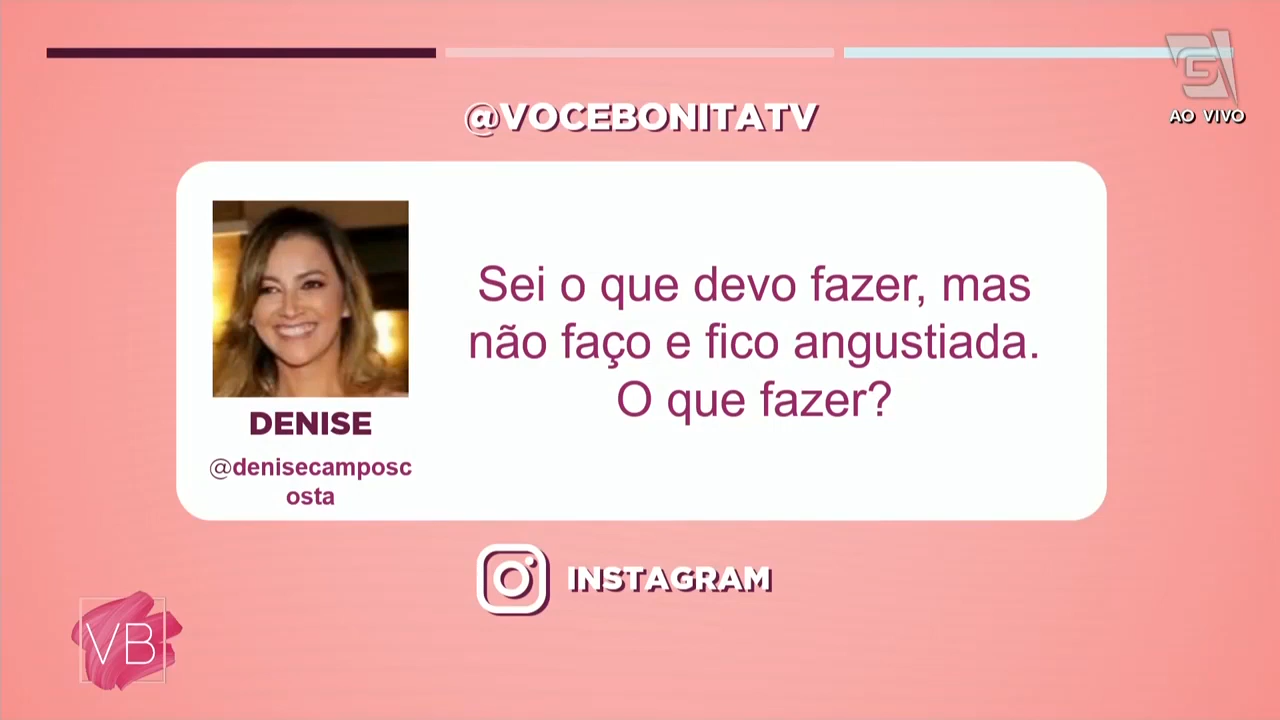 @VOCEBONITATV
G
AO VIVO
Sei o que devo fazer, mas
não faço e fico angustiada.
O que fazer?
DENISE
@denisecamposc
osta
INSTAGRAM
VB